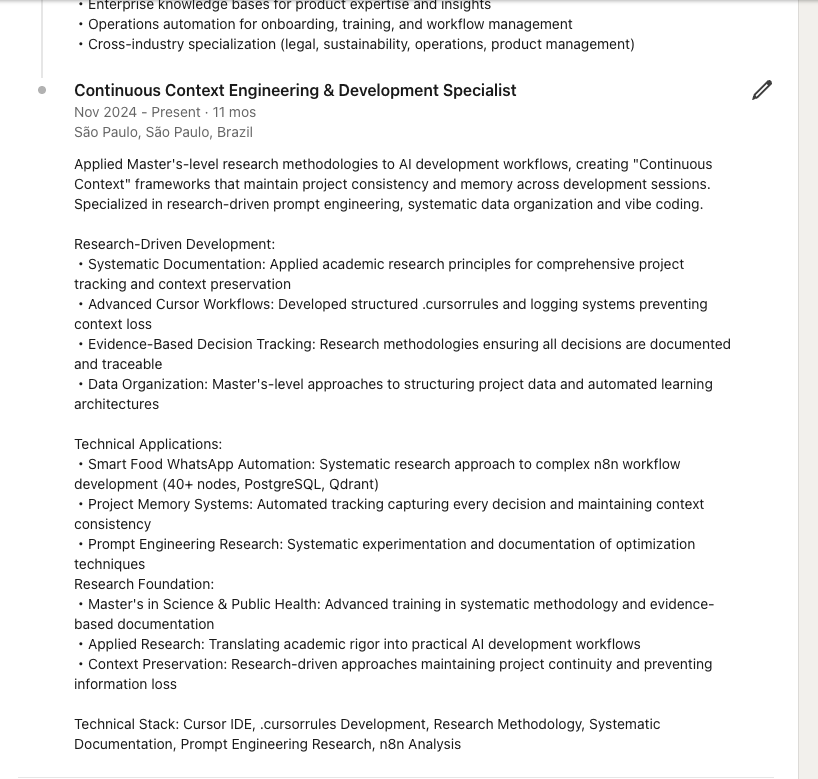 • Enterprise knowledge bases for product expertise and insights
• Operations automation for onboarding, training, and workflow management
• Cross-industry specialization (legal, sustainability, operations, product management)
Continuous Context Engineering & Development Specialist
Nov 2024 - Present · 11 mos
São Paulo, São Paulo, Brazil
Applied Master's-level research methodologies to AI development workflows, creating "Continuous
Context" frameworks that maintain project consistency and memory across development sessions.
Specialized in research-driven prompt engineering, systematic data organization and vibe coding.
Research-Driven Development:
• Systematic Documentation: Applied academic research principles for comprehensive project
tracking and context preservation
• Advanced Cursor Workflows: Developed structured .cursorrules and logging systems preventing
context loss
• Evidence-Based Decision Tracking: Research methodologies ensuring all decisions are documented
and traceable
• Data Organization: Master's-level approaches to structuring project data and automated learning
architectures
Technical Applications:
• Smart Food WhatsApp Automation: Systematic research approach to complex n8n workflow
development (40+ nodes, PostgreSQL, Qdrant)
• Project Memory Systems: Automated tracking capturing every decision and maintaining context
consistency
• Prompt Engineering Research: Systematic experimentation and documentation of optimization
techniques
Research Foundation:
• Master's in Science & Public Health: Advanced training in systematic methodology and evidence-
based documentation
• Applied Research: Translating academic rigor into practical AI development workflows
• Context Preservation: Research-driven approaches maintaining project continuity and preventing
information loss
Technical Stack: Cursor IDE, .cursorrules Development, Research Methodology, Systematic
Documentation, Prompt Engineering Research, n8n Analysis